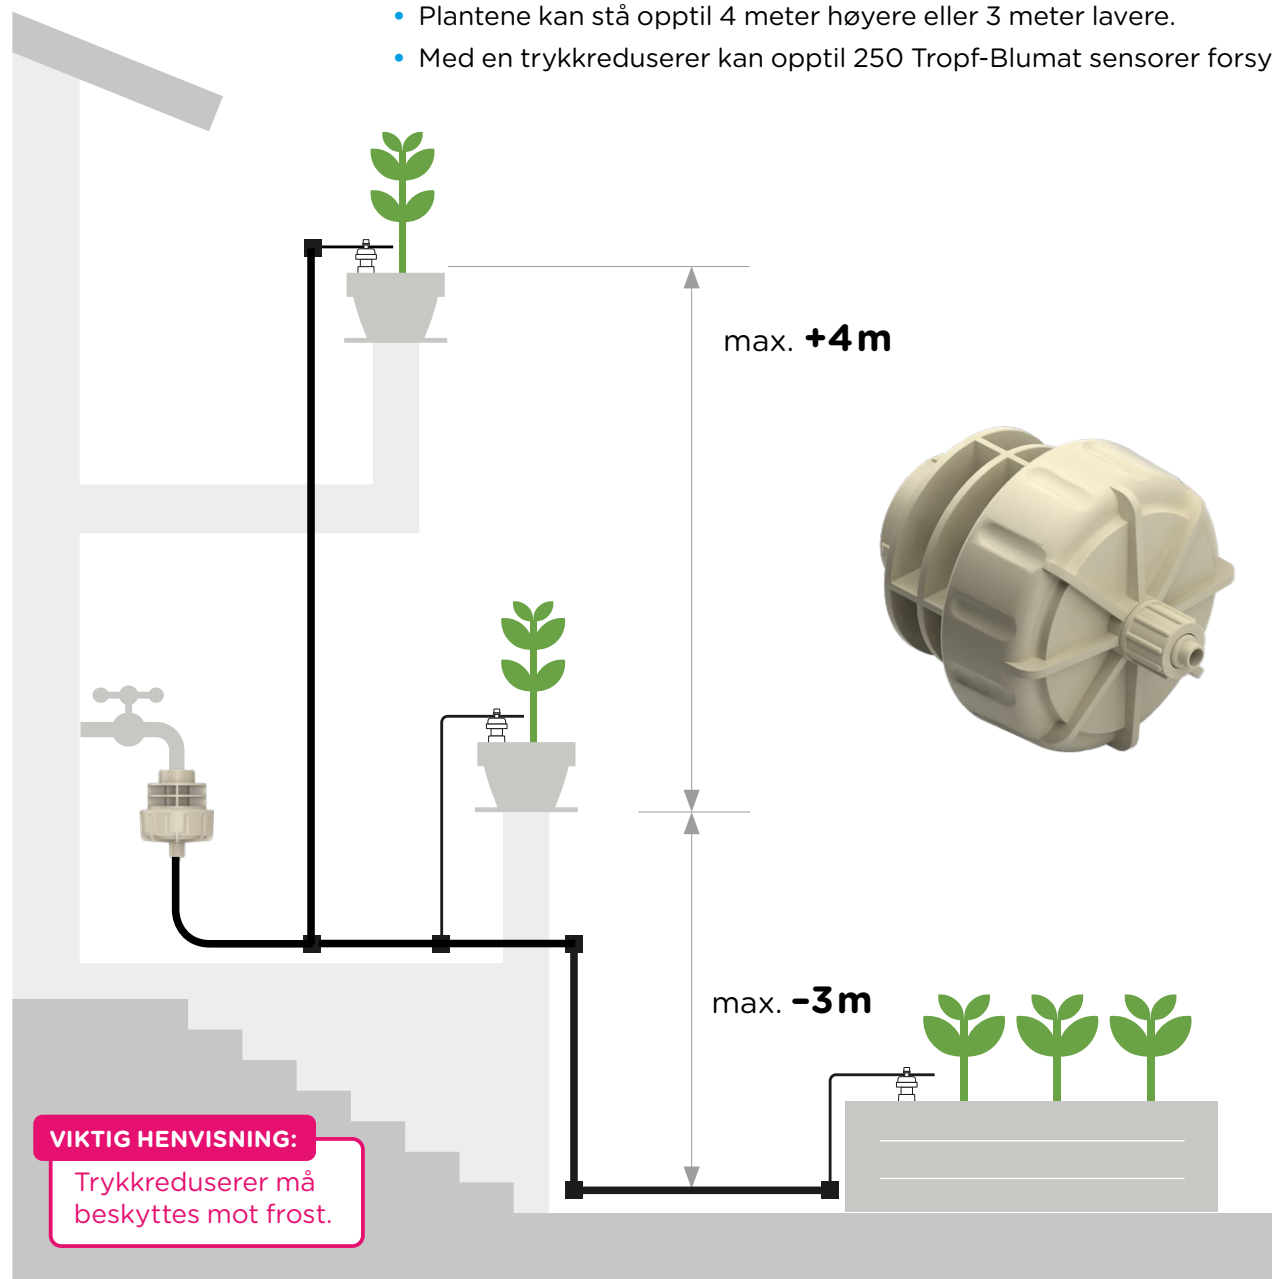 • Plantene kan stå opptil 4 meter høyere eller 3 meter lavere.
• Med en trykkreduserer kan opptil 250 Tropf-Blumat sensorer forsy
max. +4 m
max. –3 m
VIKTIG HENVISNING:
Trykkreduserer må
beskyttes mot frost.